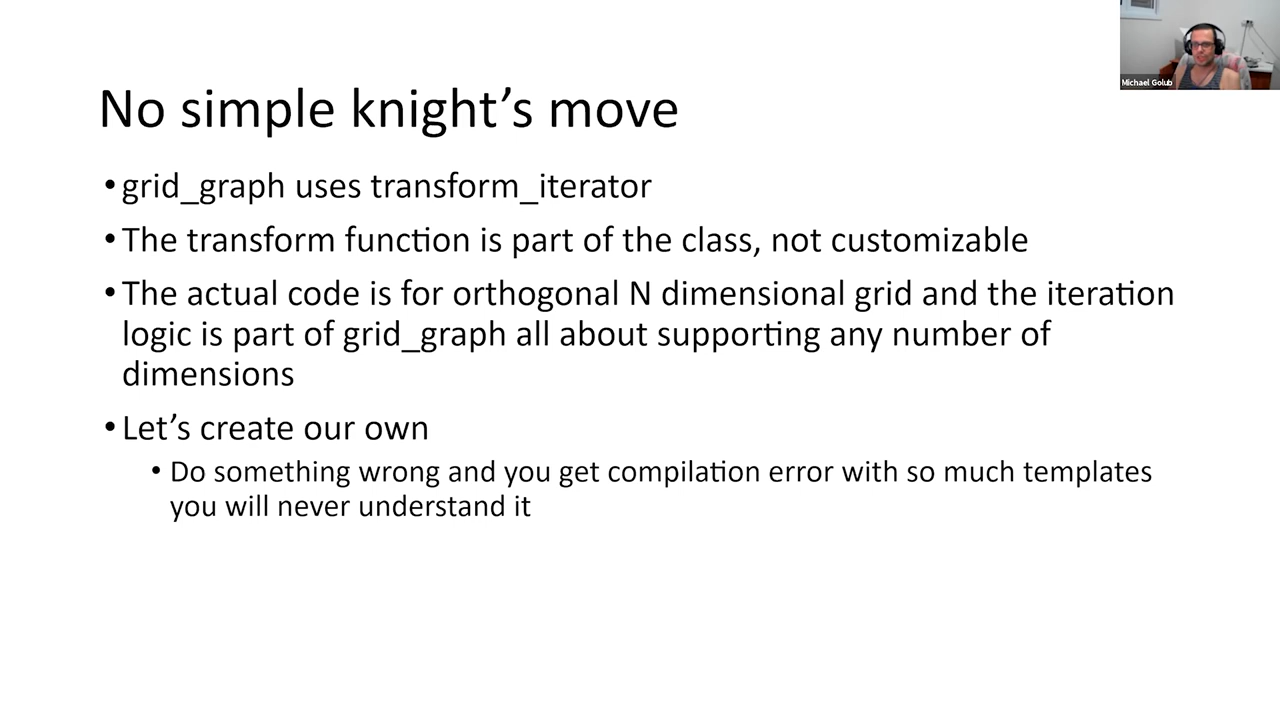 Michael Golub
No simple knight’s move
•grid_graph uses transform_iterator
•The transform function is part of the class, not customizable
•The actual code is for orthogonal N dimensional grid and the iteration
logic is part of grid_graph all about supporting any number of
dimensions
•Let’s create our own
•Do something wrong and you get compilation error with so much templates
you will never understand it